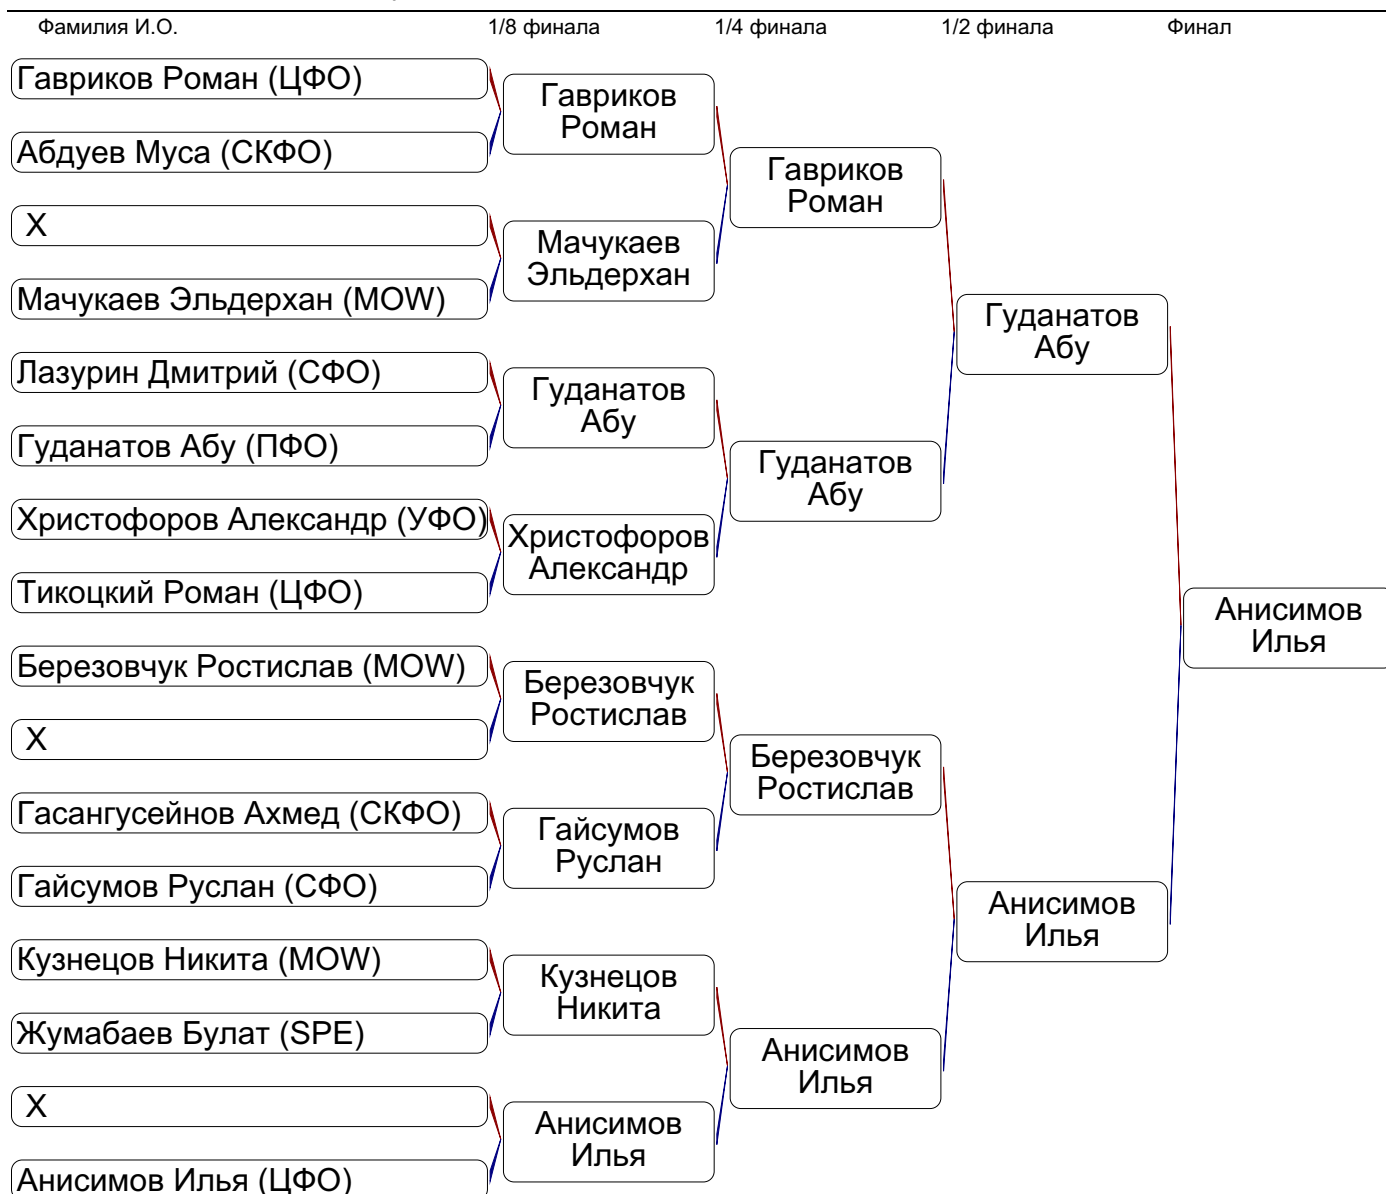 Фамилия И.О.
1/8 финала
1/4 финала
1/2 финала
Финал
Гавриков Роман (ЦФО)
Абдуев Муса (СКФО)
X
Мачукаев Эльдерхан (MOW)
Лазурин Дмитрий (СФО)
Гуданатов Абу (ПФО)
Христофоров Александр (УФО)
Тикоцкий Роман (ЦФО)
Березовчук Ростислав (MOW)
X
Гасангусейнов Ахмед (СКФО)
Гайсумов Руслан (СФО)
Кузнецов Никита (MOW)
Жумабаев Булат (SPE)
X
Анисимов Илья (ЦФО)
Гавриков
Роман
Мачукаев
Эльдерхан
Гуданатов
Абу
Христофоров
Александр
Березовчук
Ростислав
Гайсумов
Руслан
Кузнецов
Никита
Анисимов
Илья
Гавриков
Роман
Гуданатов
Абу
Березовчук
Ростислав
Анисимов
Илья
Гуданатов
Абу
Анисимов
Илья
Анисимов
Илья